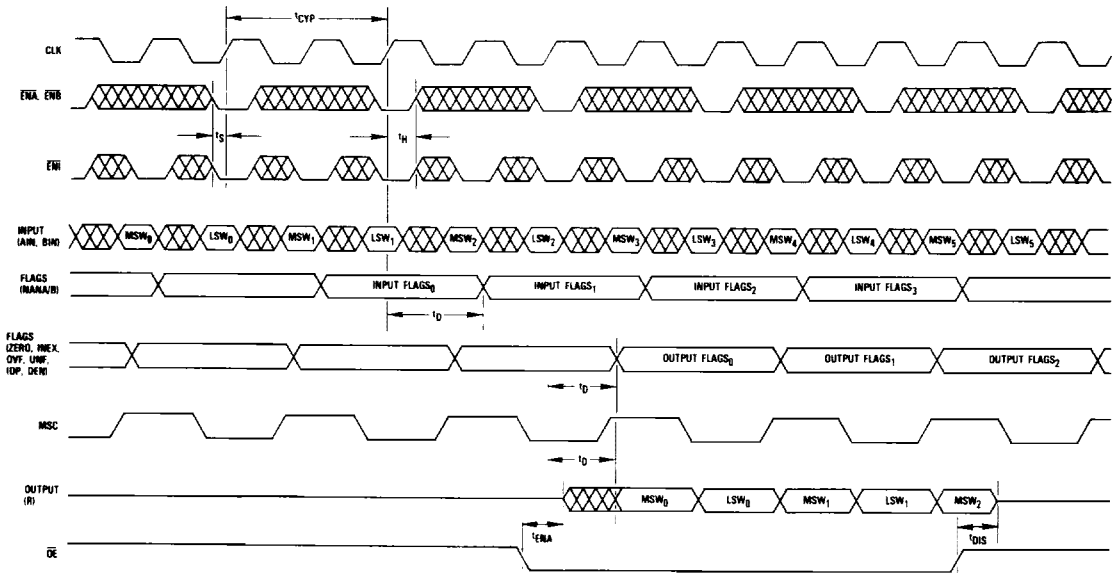 tCYP
CLK
ENA, ENB
tS
tH
ENI
INPUT
(AIN, BIN)
MSW0 LSW0 MSW1 LSW1 MSW2 LSW2 MSW3 LSW3 MSW4 LSW4 MSW5 LSW5
FLAGS
(NANA/B)
INPUT FLAGS0 INPUT FLAGS1 INPUT FLAGS2 INPUT FLAGS3
tD
FLAGS
(ZERO, INEX,
OVF, UNF,
IDP, DEN)
OUTPUT FLAGS0 OUTPUT FLAGS1 OUTPUT FLAGS2
tD
MSC
tD
OUTPUT
(R)
MSW0 LSW0 MSW1 LSW1 MSW2
tENA
tDIS
OE